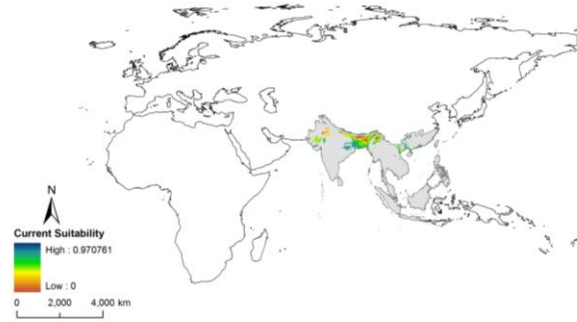 N
Current Suitability
High : 0.970761
Low : 0
0 2,000 4,000 km